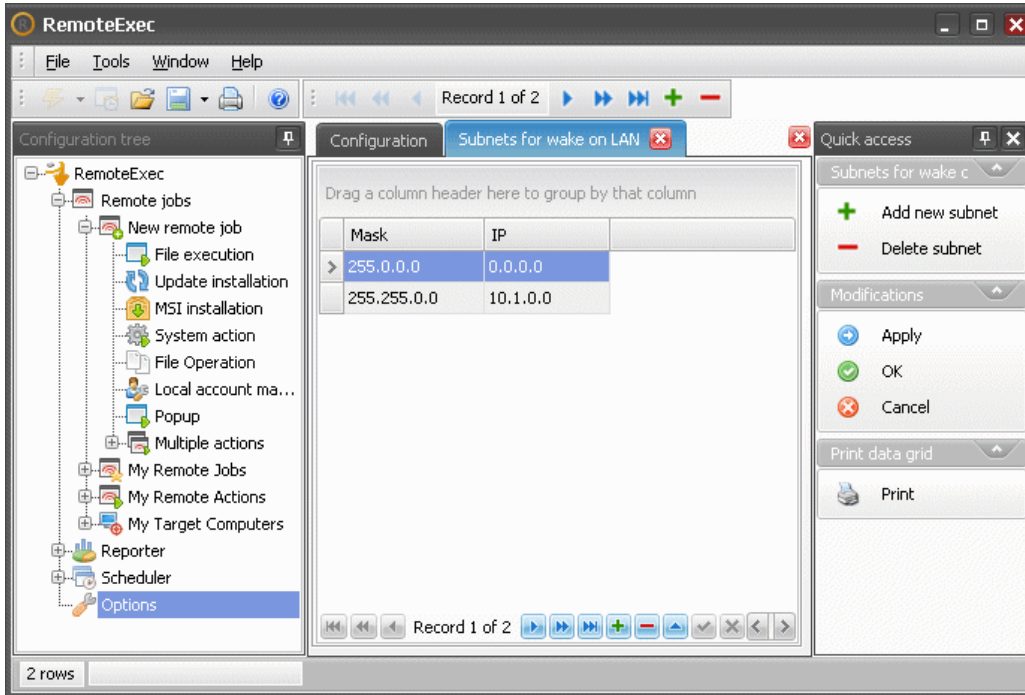 RemoteExec
File Tools Window Help
Record 1 of 2
Configuration tree
RemoteExec
Remote jobs
New remote job
File execution
Update installation
MSI installation
System action
File Operation
Local account ma...
Popup
Multiple actions
My Remote Jobs
My Remote Actions
My Target Computers
Reporter
Scheduler
Options
Configuration Subnets for wake on LAN
Drag a column header here to group by that column
Mask IP
255.0.0.0 0.0.0.0
255.255.0.0 10.1.0.0
Record 1 of 2
Quick access
Subnets for wake c
Add new subnet
Delete subnet
Modifications
Apply
OK
Cancel
Print data grid
Print
2 rows